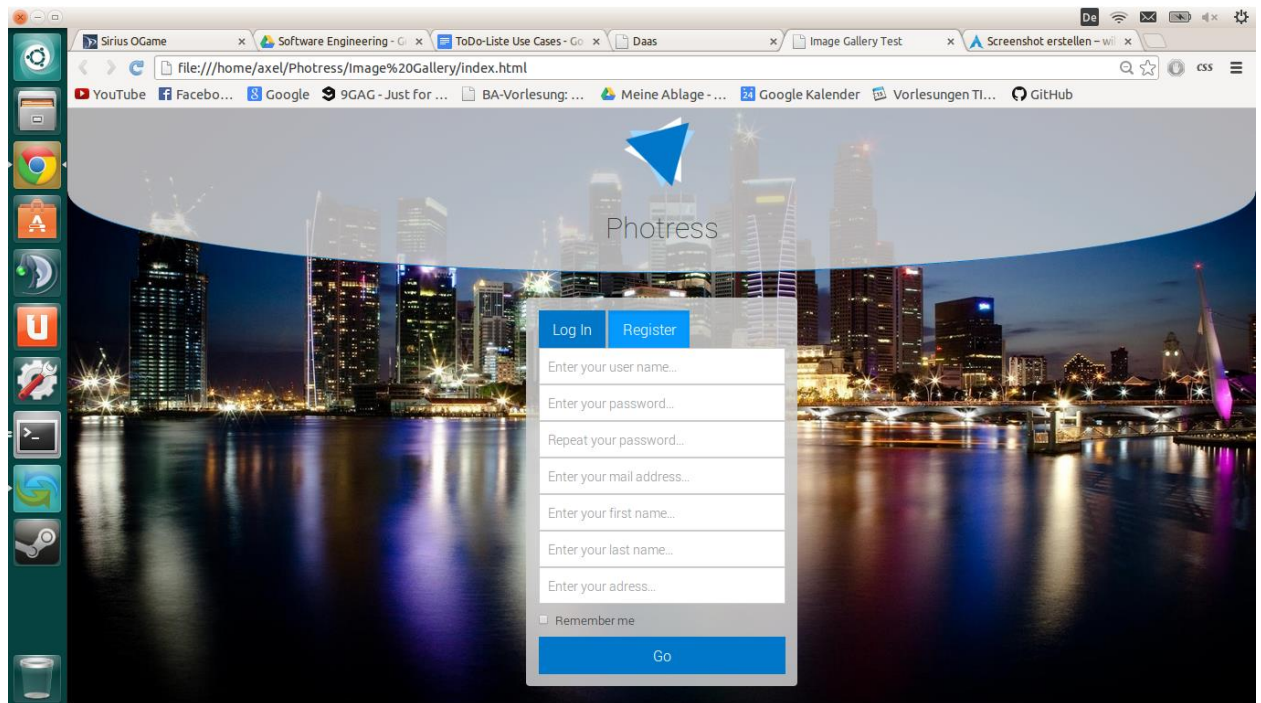 De
Sirius OGame
Software Engineering - G
ToDo-Liste Use Cases - Go
Daas
Image Gallery Test
Screenshot erstellen – wil
file:///home/axel/Photress/Image%20Gallery/index.html
css
YouTube
Facebo...
Google
9GAG - Just for ...
BA-Vorlesung: ...
Meine Ablage - ...
24
Google Kalender
Vorlesungen TI...
GitHub
Photress
Log In
Register
Enter your user name...
Enter your password...
Repeat your password...
Enter your mail address...
Enter your first name...
Enter your last name...
Enter your adress...
Remember me
Go